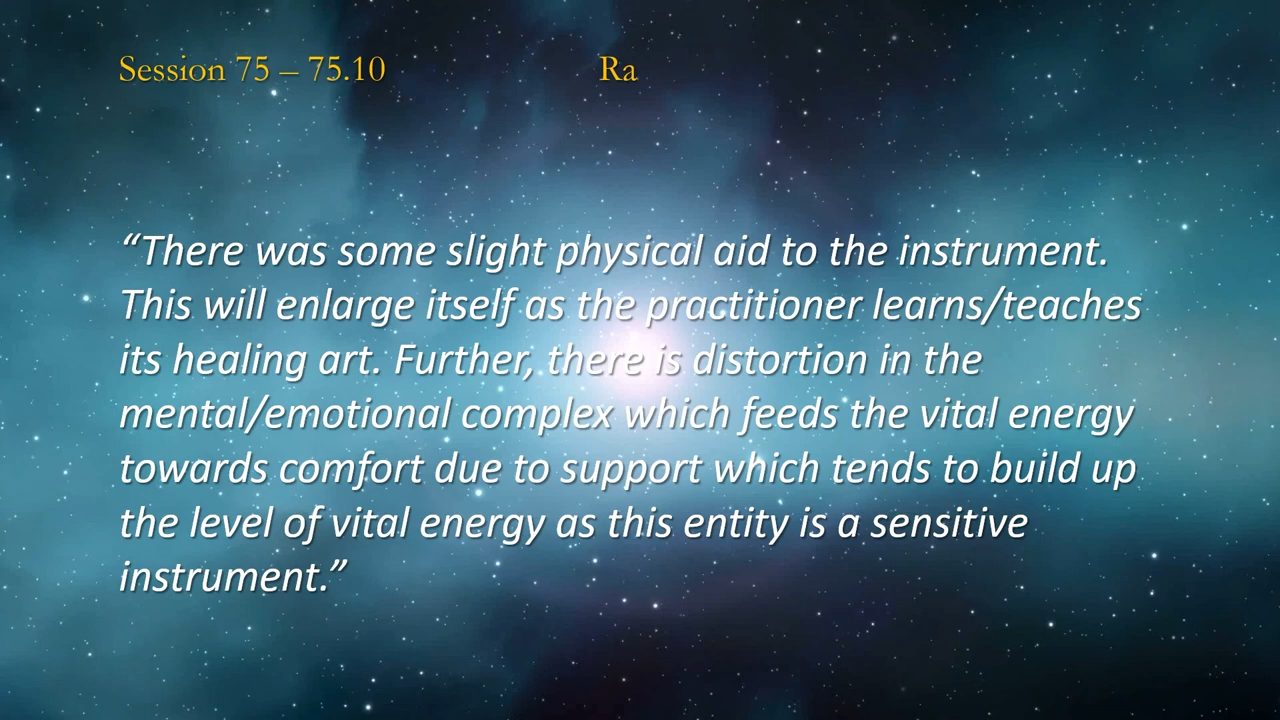 Session 75 – 75.10 Ra
“There was some slight physical aid to the instrument.
This will enlarge itself as the practitioner learns/teaches
its healing art. Further, there is distortion in the
mental/emotional complex which feeds the vital energy
towards comfort due to support which tends to build up
the level of vital energy as this entity is a sensitive
instrument.”